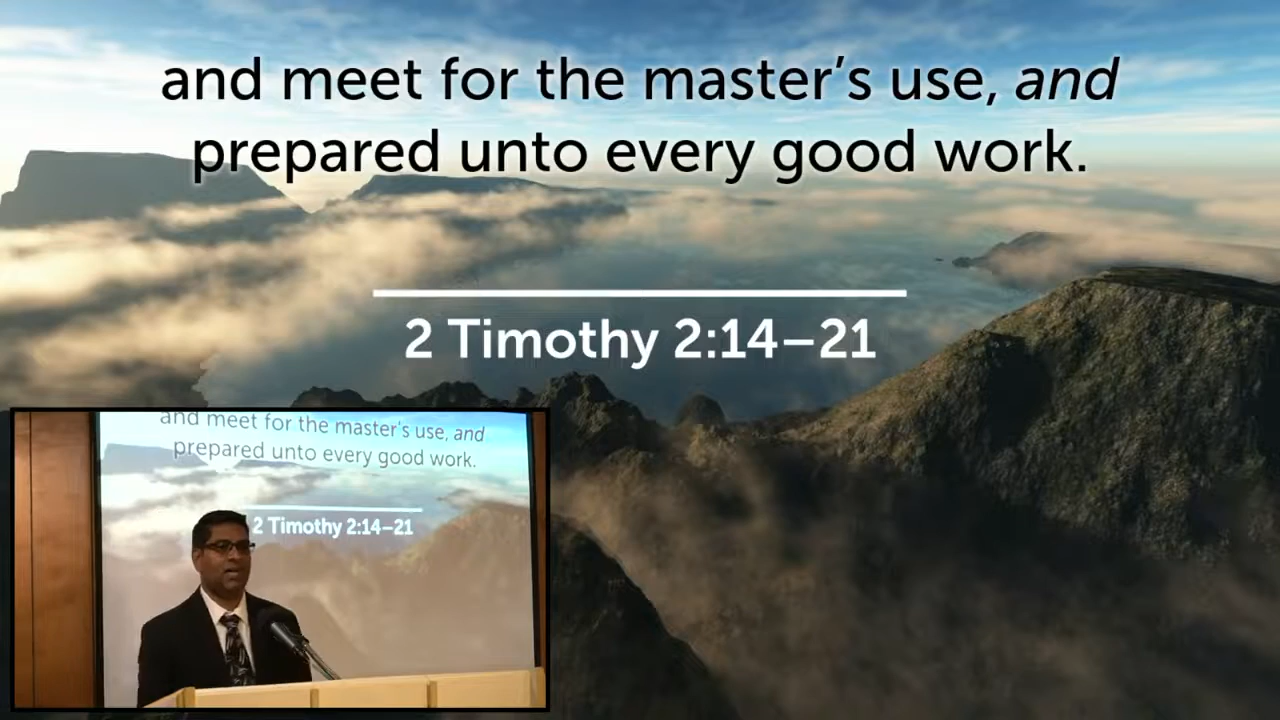 and meet for the master's use, and
prepared unto every good work.
2 Timothy 2:14–21
and meet for the master's use, and
prepared unto every good work.
2 Timothy 2:14–21